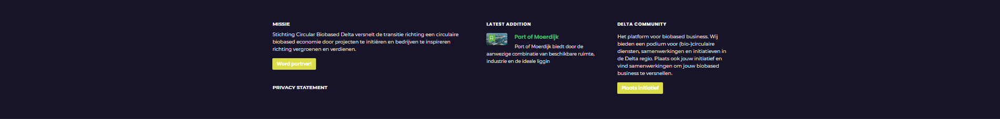 MISSIE
Stichting Circular Biobased Delta versnelt de transitie richting een circulaire
biobased economie door projecten te initiëren en bedrijven te inspireren
richting vergroenen en verdienen.
Word partner!
PRIVACY STATEMENT
LATEST ADDITION
Port of Moerdijk
Port of Moerdijk biedt door de
aanwezige combinatie van beschikbare ruimte,
industrie en de ideale liggin
DELTA COMMUNITY
Het platform voor biobased business. Wij
bieden een podium voor (bio-)circulaire
diensten, samenwerkingen en initiatieven in
de Delta regio. Plaats ook jouw initiatief en
vind samenwerkingen om jouw biobased
business te versnellen.
Plaats initiatief